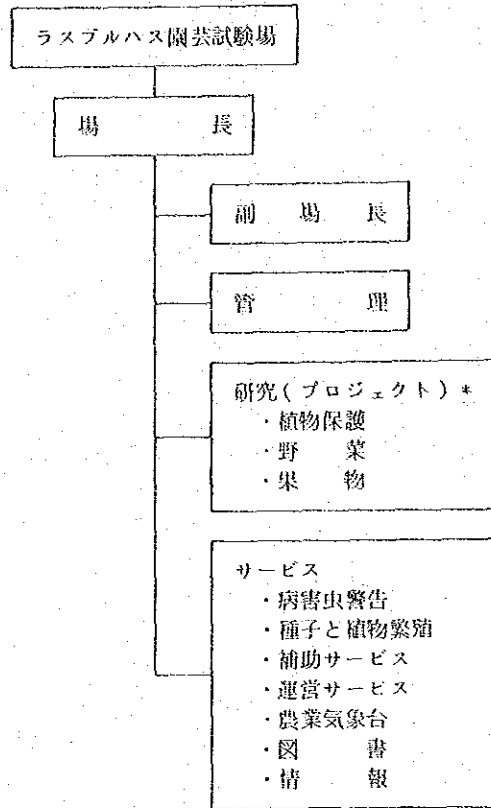 ラスブルハス園芸試験場
場長
副場長
管理
研究(プロジェクト)*
・植物保護
・野菜
・果物
サービス
・病害虫警告
・種子と植物繁殖
・補助サービス
・運営サービス
・農業気象台
・図書
・情報